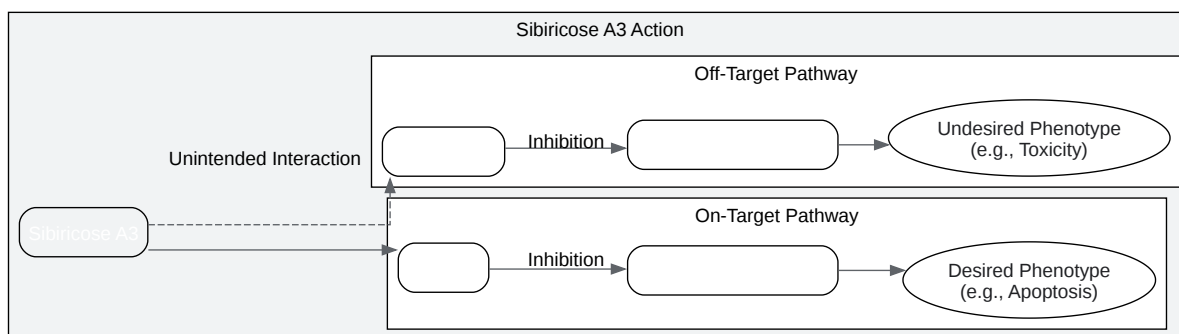 Sibiricose A3 Action
Off-Target Pathway
Inhibition
Undesired Phenotype
(e.g., Toxicity)
Unintended Interaction
Sibiricose A3
On-Target Pathway
Inhibition
Desired Phenotype
(e.g., Apoptosis)